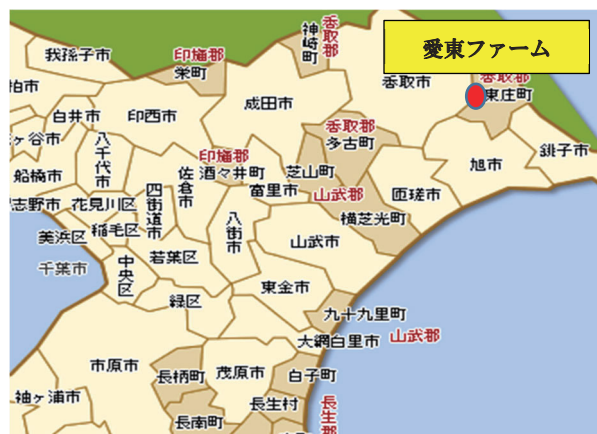 愛東ファーム
我孫子市
印旛郡
栄町
香取郡
神崎町
香取市
香取郡
東庄町
柏市
白井市
印西市
成田市
香取郡
多古町
旭市
銚子市
八千代市
船橋市
印旛郡
酒々井町
佐倉市
富里市
芝山町
山武郡
横芝光町
匝瑳市
習志野市
花見川区
四街道市
八街市
稲毛区
美浜区
千葉市
中央区
若葉区
山武市
緑区
東金市
九十九里町
大網白里市
山武郡
市原市
長柄町
茂原市
白子町
袖ヶ浦市
長南町
長生村
長生郡